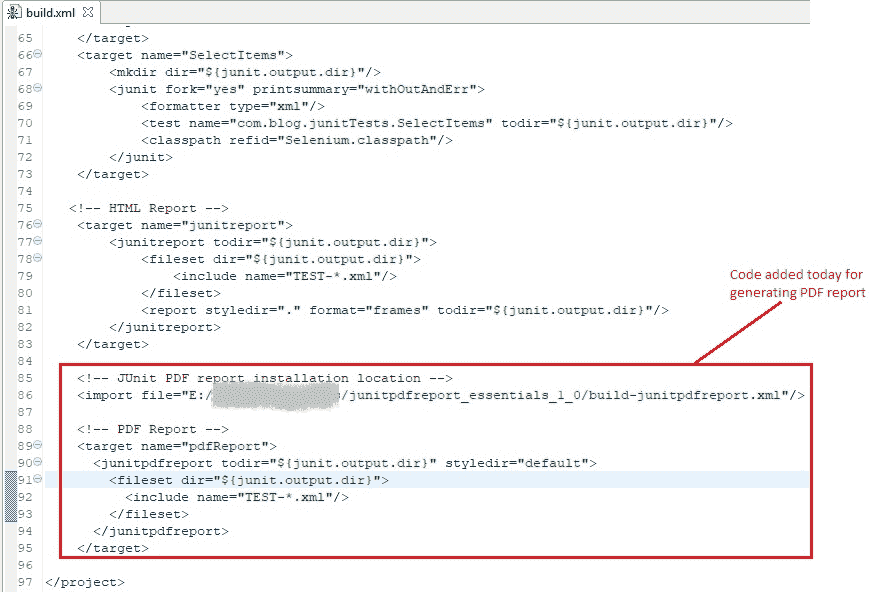 build.xml
65 </target>
66 <target name="SelectItems">
67 <mkdir dir="${junit.output.dir}"/>
68 <junit fork="yes" printsummary="withOutAndErr">
69 <formatter type="xml"/>
70 <test name="com.blog.junitTests.SelectItems" todir="${junit.output.dir}"/>
71 <classpath refid="Selenium.classpath"/>
72 </junit>
73 </target>
74
75 <!-- HTML Report -->
76 <target name="junitreport">
77 <junitreport todir="${junit.output.dir}">
78 <fileset dir="${junit.output.dir}">
79 <include name="TEST-*.xml"/>
80 </fileset>
81 <report styledir="." format="frames" todir="${junit.output.dir}"/>
82 </junitreport>
83 </target>
84
Code added today for
generating PDF report
85 <!-- JUnit PDF report installation location -->
86 <import file="E:/ /junitpdfreport_essentials_1_0/build-junitpdfreport.xml"/>
87
88 <!-- PDF Report -->
89 <target name="pdfReport">
90 <junitpdfreport todir="${junit.output.dir}" styledir="default">
91 <fileset dir="${junit.output.dir}">
92 <include name="TEST-*.xml"/>
93 </fileset>
94 </junitpdfreport>
95 </target>
96
97 </project>